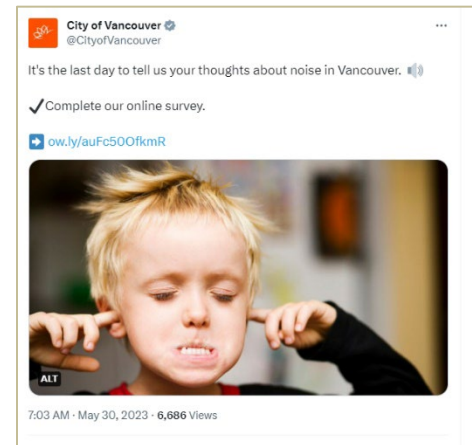 City of Vancouver
@CityofVancouver
It's the last day to tell us your thoughts about noise in Vancouver. 🔊
✔Complete our online survey.
➡ ow.ly/auFc50OfkmR
ALT
7:03 AM · May 30, 2023 · 6,686 Views